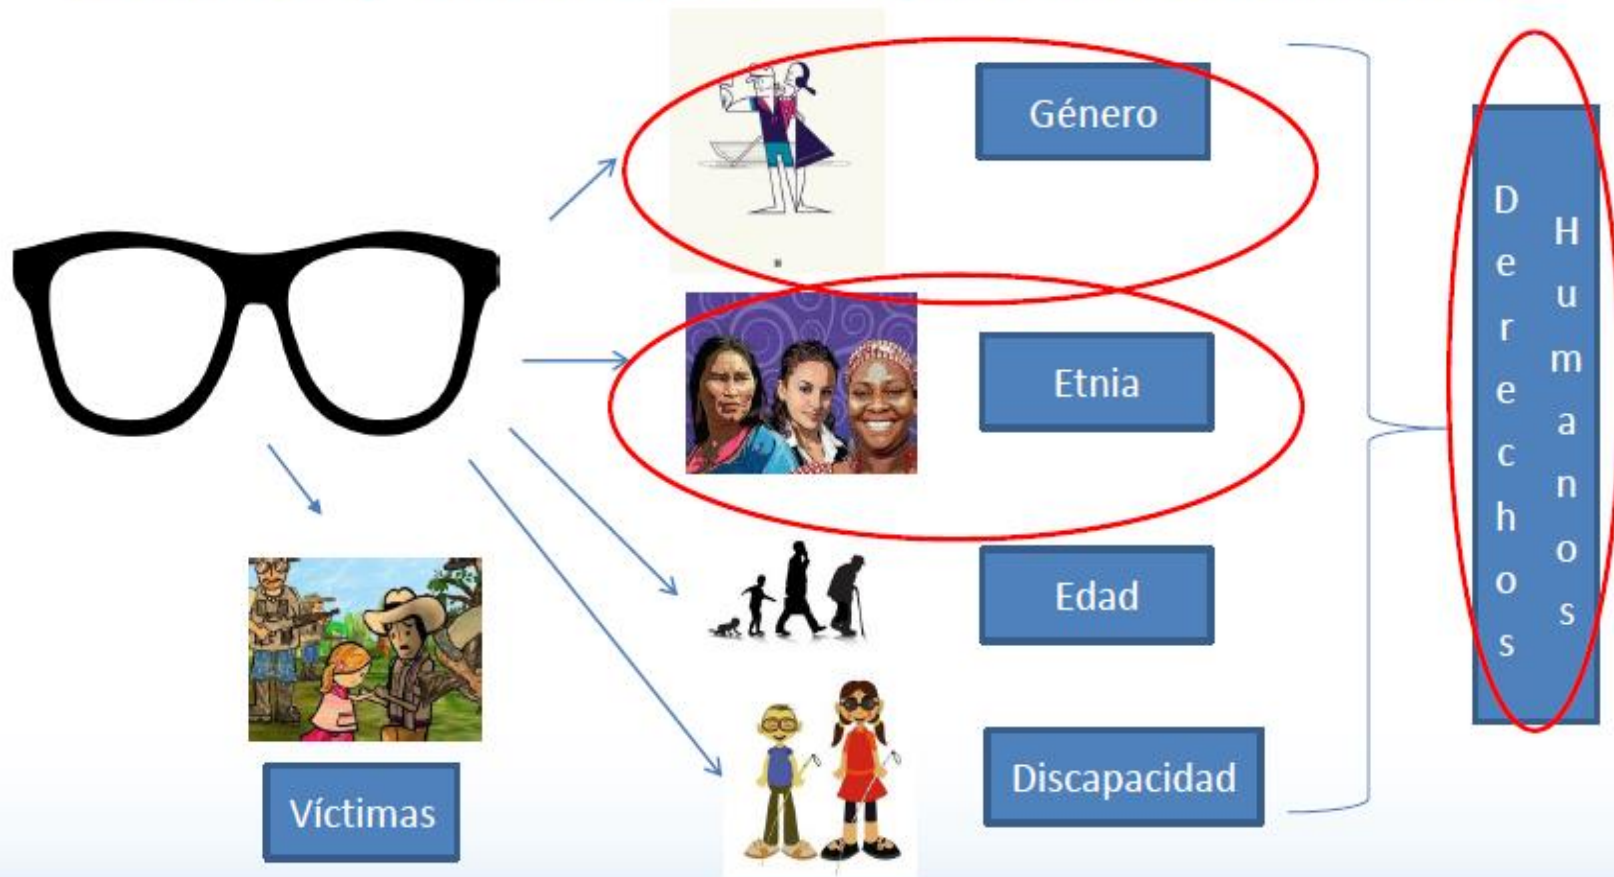 Género
Etnia
Edad
Discapacidad
Víctimas
Derechos
Humanos